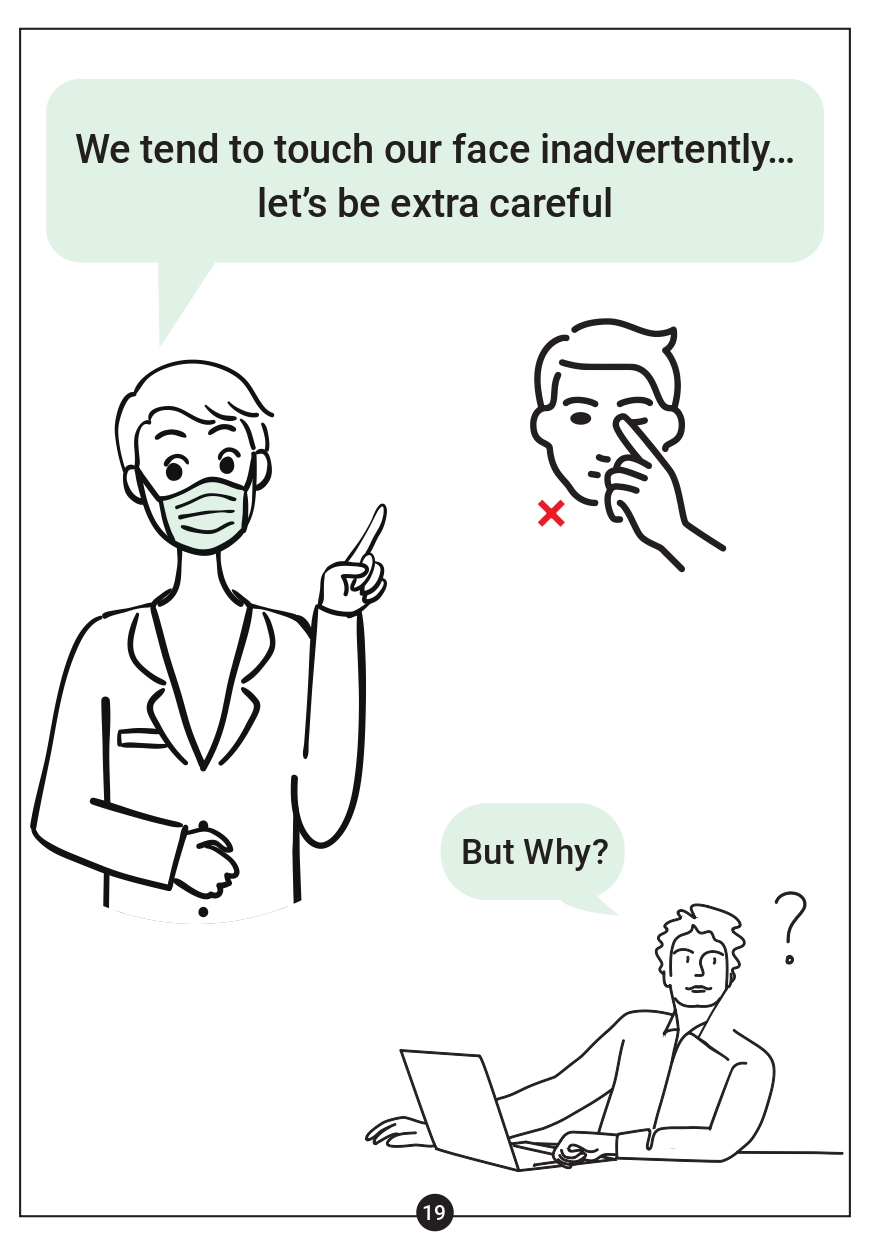 We tend to touch our face inadvertently...
let's be extra careful
But Why?
?
19